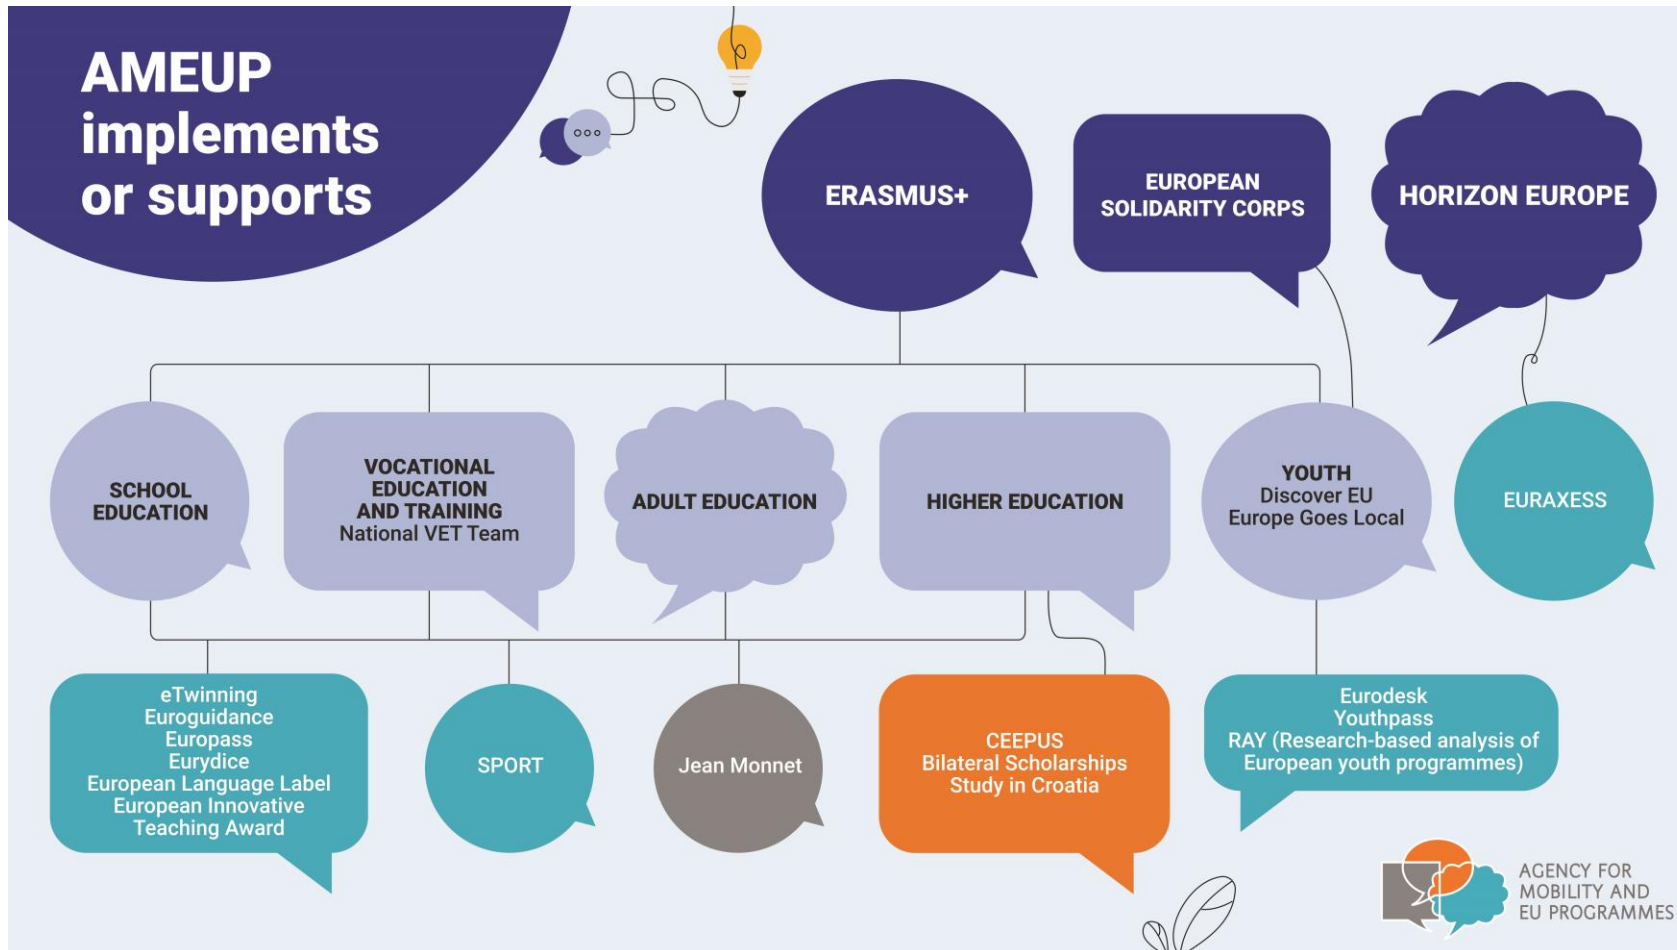 AMEUP
implements
or supports
ERASMUS+
EUROPEAN
SOLIDARITY CORPS
HORIZON EUROPE
SCHOOL
EDUCATION
VOCATIONAL
EDUCATION
AND TRAINING
National VET Team
ADULT EDUCATION
HIGHER EDUCATION
YOUTH
Discover EU
Europe Goes Local
EURAXESS
eTwinning
Euroguidance
Europass
Eurydice
European Language Label
European Innovative
Teaching Award
SPORT
Jean Monnet
CEEPUS
Bilateral Scholarships
Study in Croatia
Eurodesk
Youthpass
RAY (Research-based analysis of
European youth programmes)
AGENCY FOR
MOBILITY AND
EU PROGRAMMES